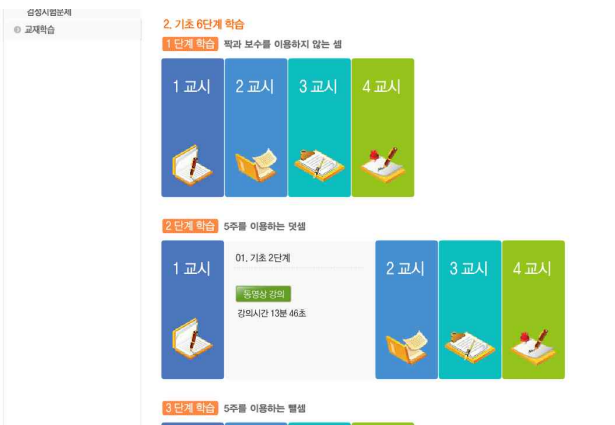 검정시험문제
교재학습
2. 기초 6단계 학습
1 단계 학습 짝과 보수를 이용하지 않는 셈
1 교시 2 교시 3 교시 4 교시
2 단계 학습 5주를 이용하는 덧셈
1 교시 01. 기초 2단계 2 교시 3 교시 4 교시
동영상 강의
강의시간 13분 46초
3 단계 학습 5주를 이용하는 뺄셈